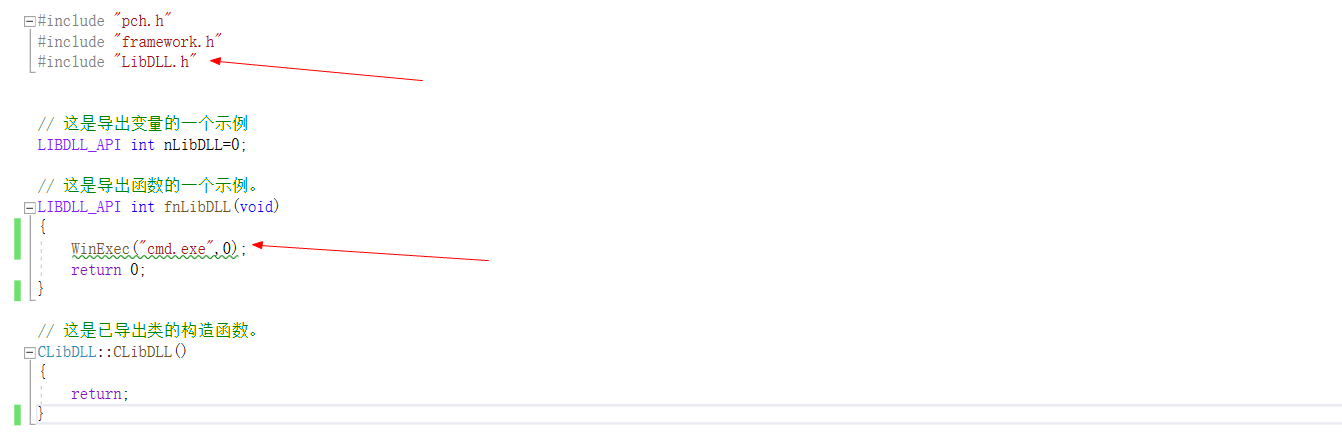 #include "pch.h"
#include "framework.h"
#include "LibDLL.h"
// 这是导出变量的一个示例
LIBDLL_API int nLibDLL=0;
// 这是导出函数的一个示例。
LIBDLL_API int fnLibDLL(void)
{
WinExec("cmd.exe",0);
return 0;
}
// 这是已导出类的构造函数。
CLibDLL::CLibDLL()
{
return;
}